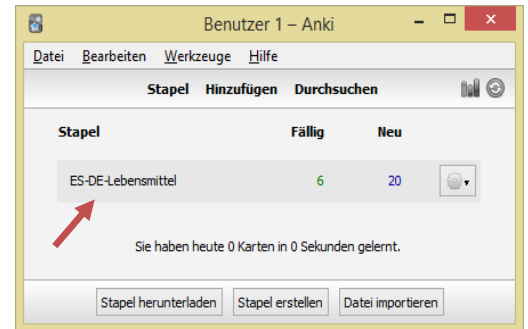 Benutzer 1 – Anki
Datei Bearbeiten Werkzeuge Hilfe
Stapel Hinzufügen Durchsuchen
Stapel Fällig Neu
ES-DE-Lebensmittel 6 20
Sie haben heute 0 Karten in 0 Sekunden gelernt.
Stapel herunterladen Stapel erstellen Datei importieren